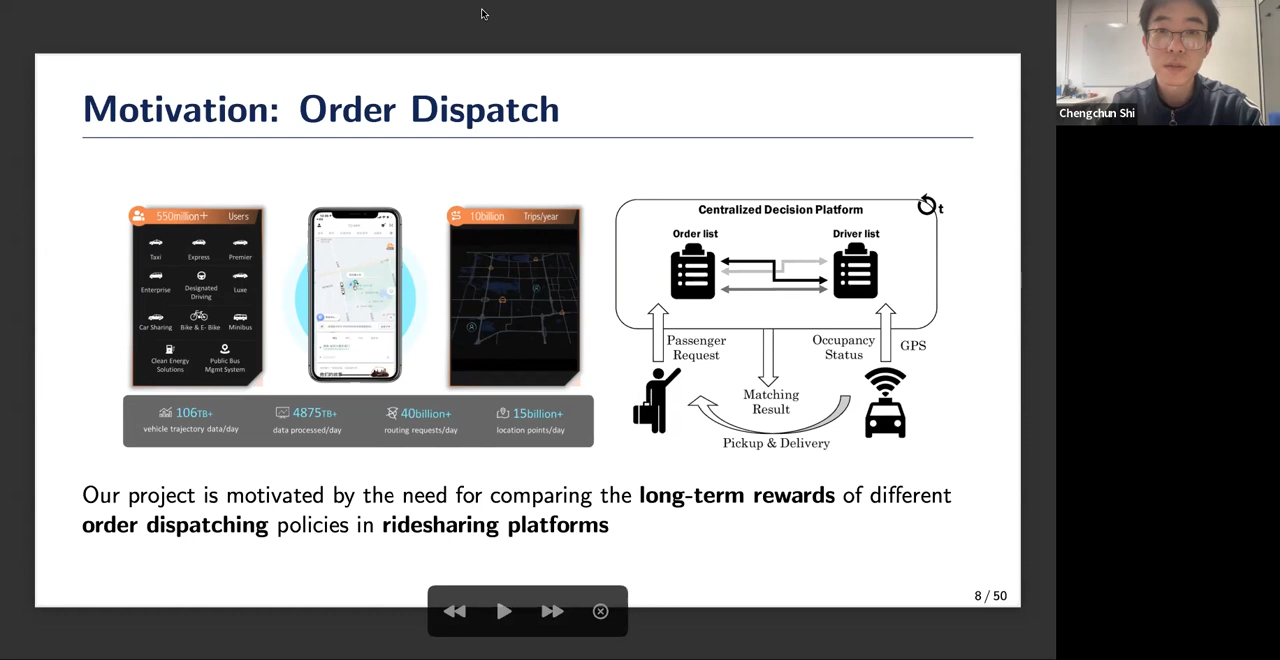 Motivation: Order Dispatch
550million+ Users
Taxi Express Premier
Enterprise Designated Driving Luxe
Car Sharing Bike & E- Bike Minibus
Clean Energy Solutions Public Bus Mgmt System
10billion Trips/year
106TB+ 4875TB+ 40billion+ 15billion+
vehicle trajectory data/day data processed/day routing requests/day location points/day
Centralized Decision Platform
t
Order list Driver list
Passenger Request
Occupancy Status
GPS
Matching Result
Pickup & Delivery
Our project is motivated by the need for comparing the long-term rewards of different
order dispatching policies in ridesharing platforms
8 / 50
Chengchun Shi